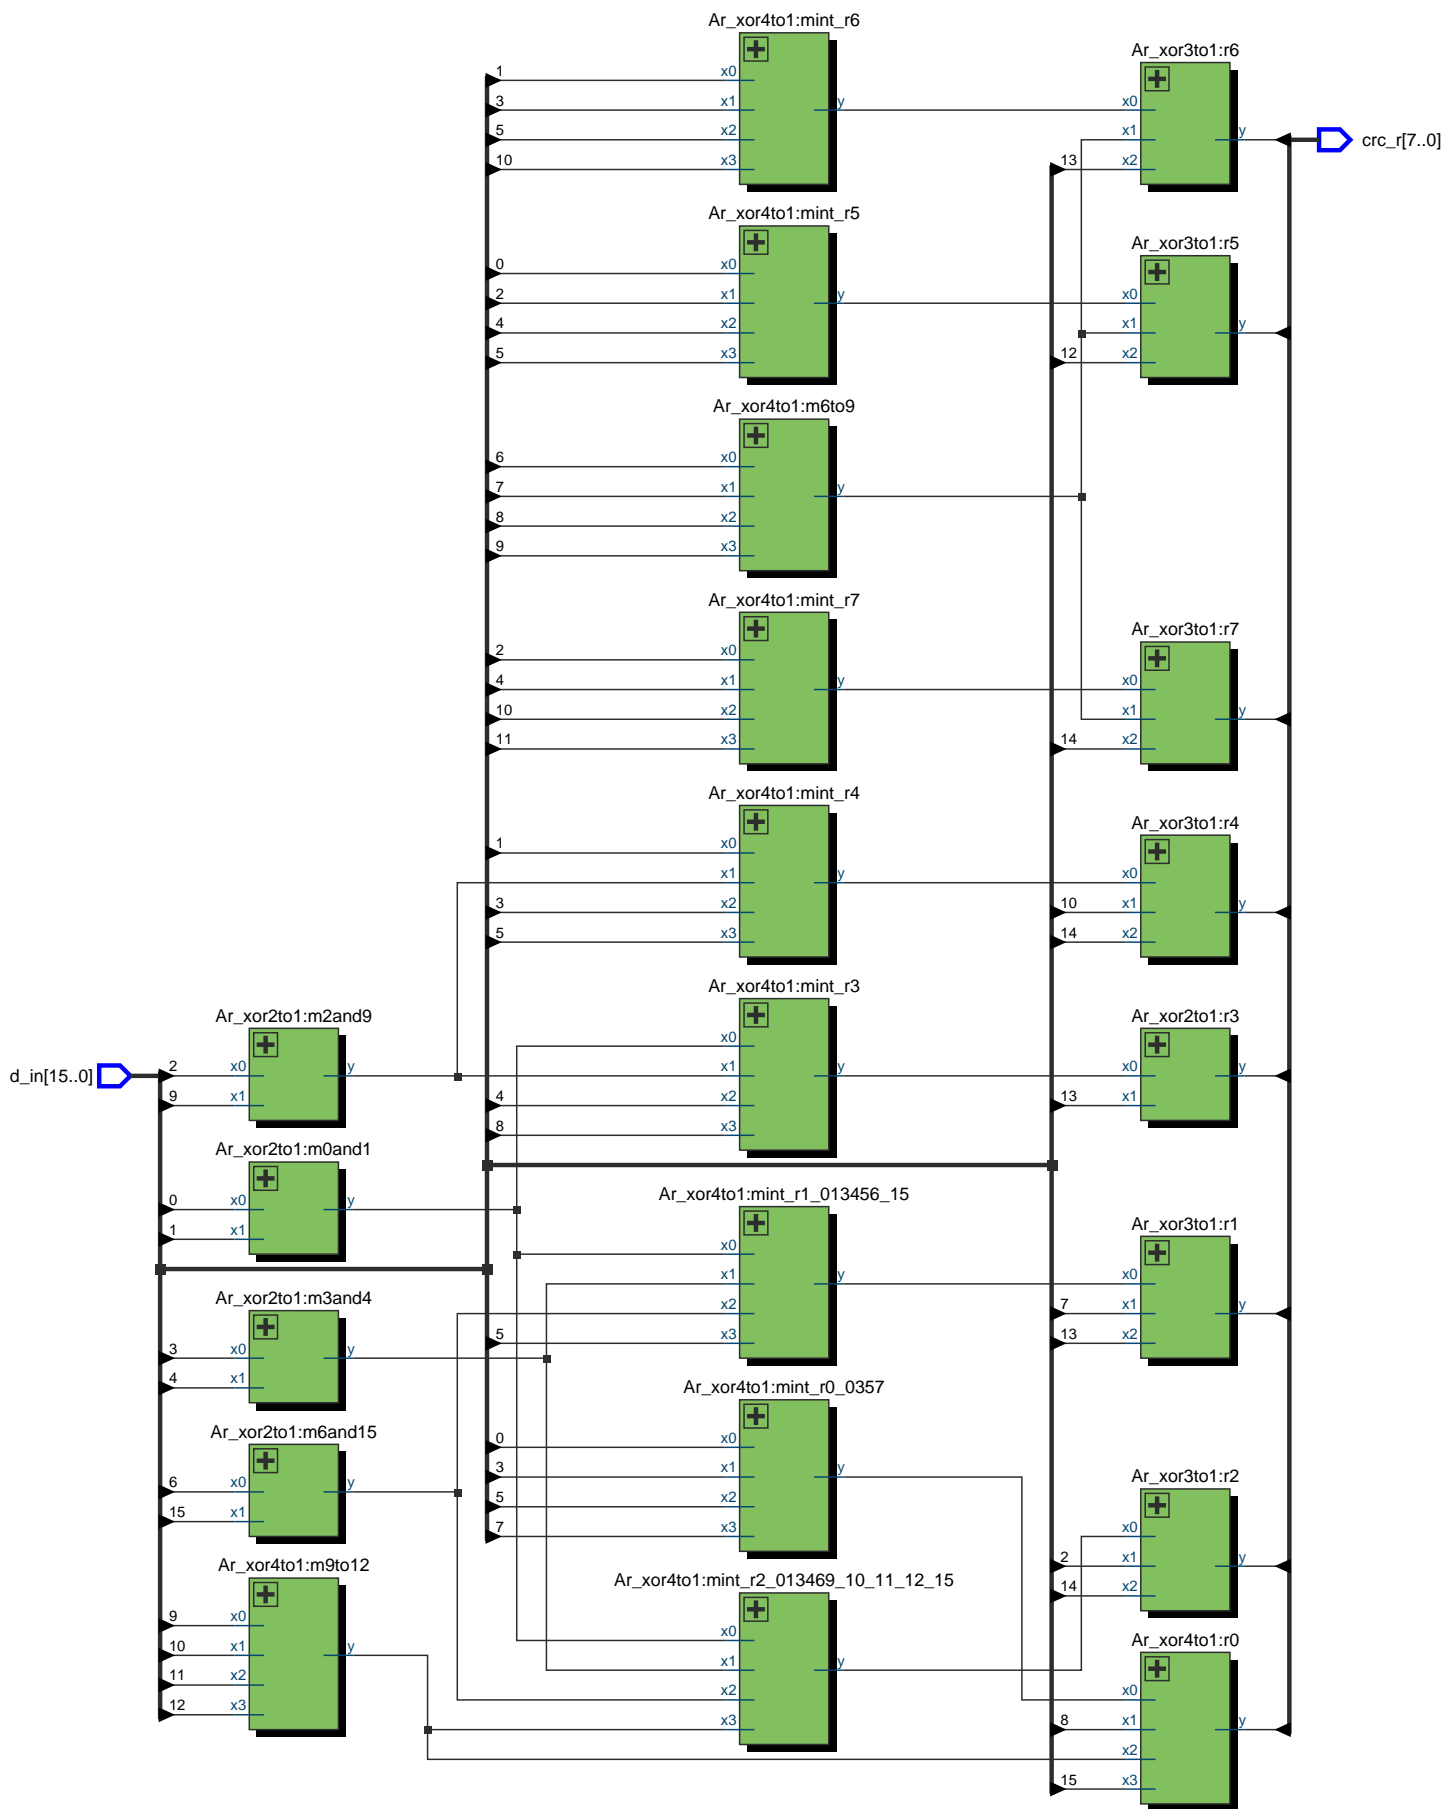 Ar_xor4to1:mint_r6
1 x0
3 x1 y
5 x2
10 x3
Ar_xor3to1:r6
x0
x1 y
13 x2
crc_r[7..0]
Ar_xor4to1:mint_r5
0 x0
2 x1 y
4 x2
5 x3
Ar_xor3to1:r5
x0
x1 y
12 x2
Ar_xor4to1:m6to9
6 x0
7 x1 y
8 x2
9 x3
Ar_xor4to1:mint_r7
2 x0
4 x1 y
10 x2
11 x3
Ar_xor3to1:r7
x0
x1 y
14 x2
Ar_xor4to1:mint_r4
1 x0
x1 y
3 x2
5 x3
Ar_xor3to1:r4
x0
10 x1 y
14 x2
d_in[15..0]
Ar_xor2to1:m2and9
2 x0 y
9 x1
Ar_xor4to1:mint_r3
x0
x1 y
4 x2
8 x3
Ar_xor2to1:r3
x0 y
13 x1
Ar_xor2to1:m0and1
0 x0 y
1 x1
Ar_xor4to1:mint_r1_013456_15
x0
x1 y
x2
5 x3
Ar_xor3to1:r1
x0
7 x1 y
13 x2
Ar_xor2to1:m3and4
3 x0 y
4 x1
Ar_xor4to1:mint_r0_0357
0 x0
3 x1 y
5 x2
7 x3
Ar_xor2to1:m6and15
6 x0 y
15 x1
Ar_xor3to1:r2
x0
2 x1 y
14 x2
Ar_xor4to1:m9to12
9 x0
10 x1 y
11 x2
12 x3
Ar_xor4to1:mint_r2_013469_10_11_12_15
x0
x1 y
x2
x3
Ar_xor4to1:r0
x0
8 x1 y
x2
15 x3